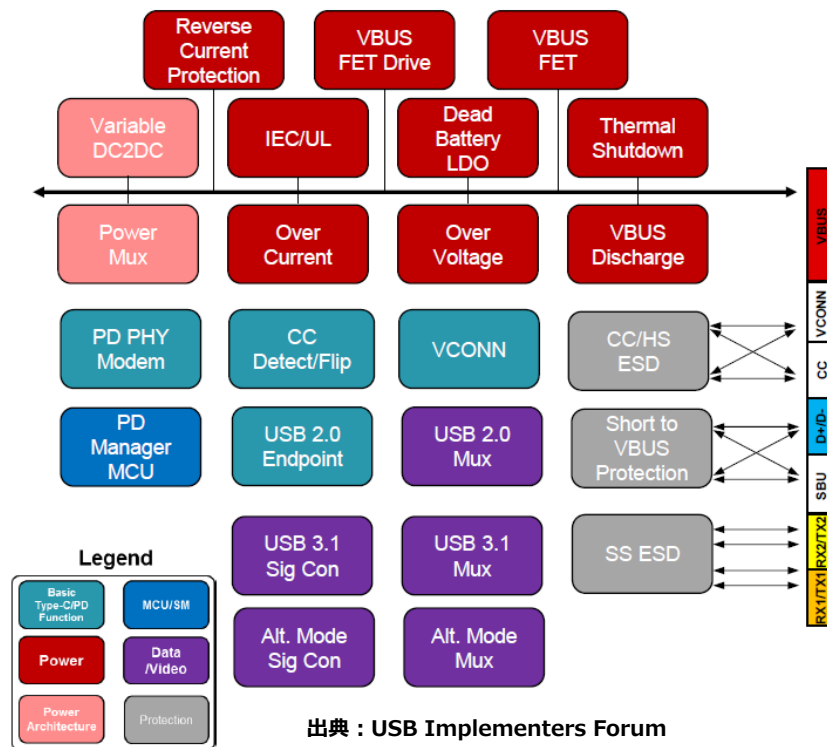 Reverse
Current
Protection
VBUS
FET Drive
VBUS
FET
Variable
DC2DC
IEC/UL
Dead
Battery
LDO
Thermal
Shutdown
Power
Mux
Over
Current
Over
Voltage
VBUS
Discharge
PD PHY
Modem
CC
Detect/Flip
VCONN
CC/HS
ESD
PD
Manager
MCU
USB 2.0
Endpoint
USB 2.0
Mux
Short to
VBUS
Protection
USB 3.1
Sig Con
USB 3.1
Mux
SS ESD
Alt. Mode
Sig Con
Alt. Mode
Mux
VBUS
VCONN
CC
D+/D-
SBU
RX2/TX2
RX1/TX1
Legend
Basic
Type-C/PD
Function
MCU/SM
Power
Data
/Video
Power
Architecture
Protection
出典：USB Implementers Forum